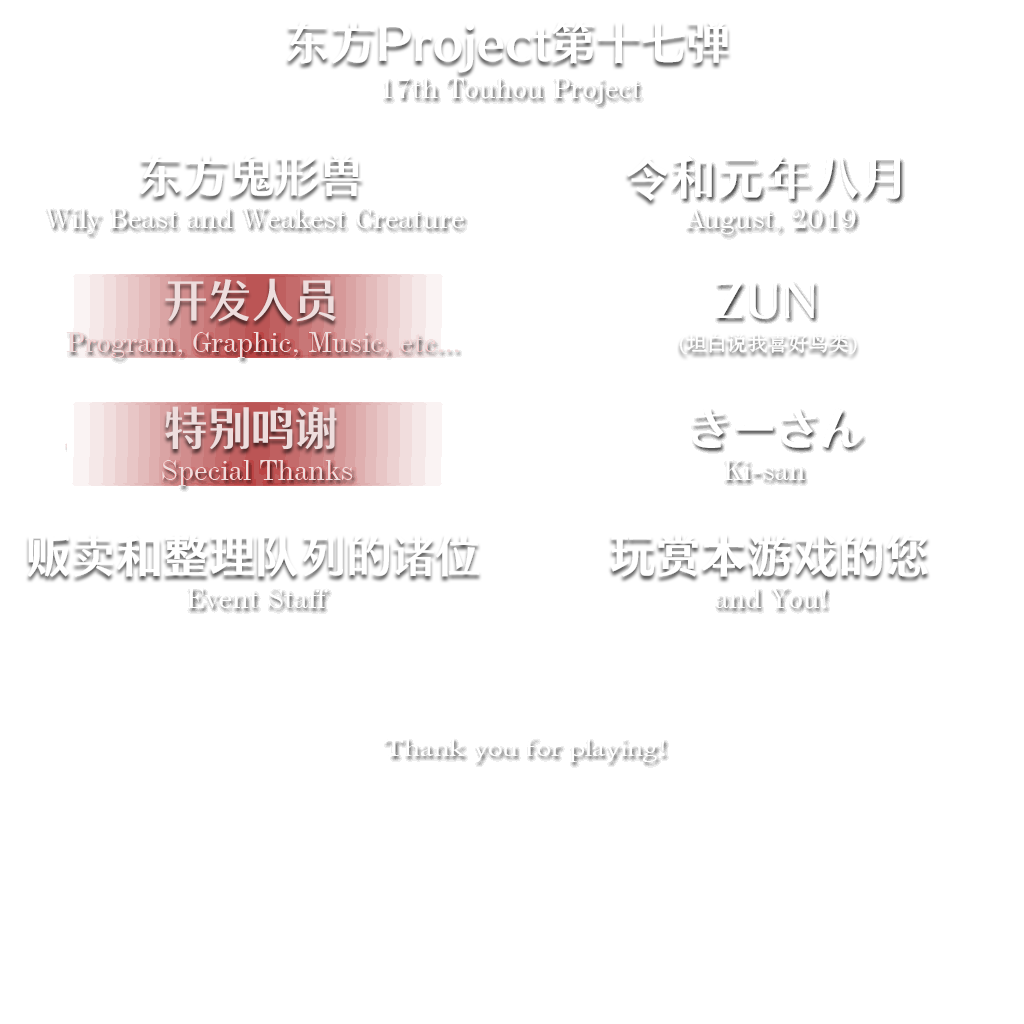 东方Project第十七弹
17th Touhou Project
东方鬼形兽
Wily Beast and Weakest Creature
令和元年八月
August, 2019
开发人员
Program, Graphic, Music, etc...
ZUN
(坦白说我喜好鸟类)
特别鸣谢
Special Thanks
きーさん
Ki-san
贩卖和整理队列的诸位
Event Staff
玩赏本游戏的您
and You!
Thank you for playing!